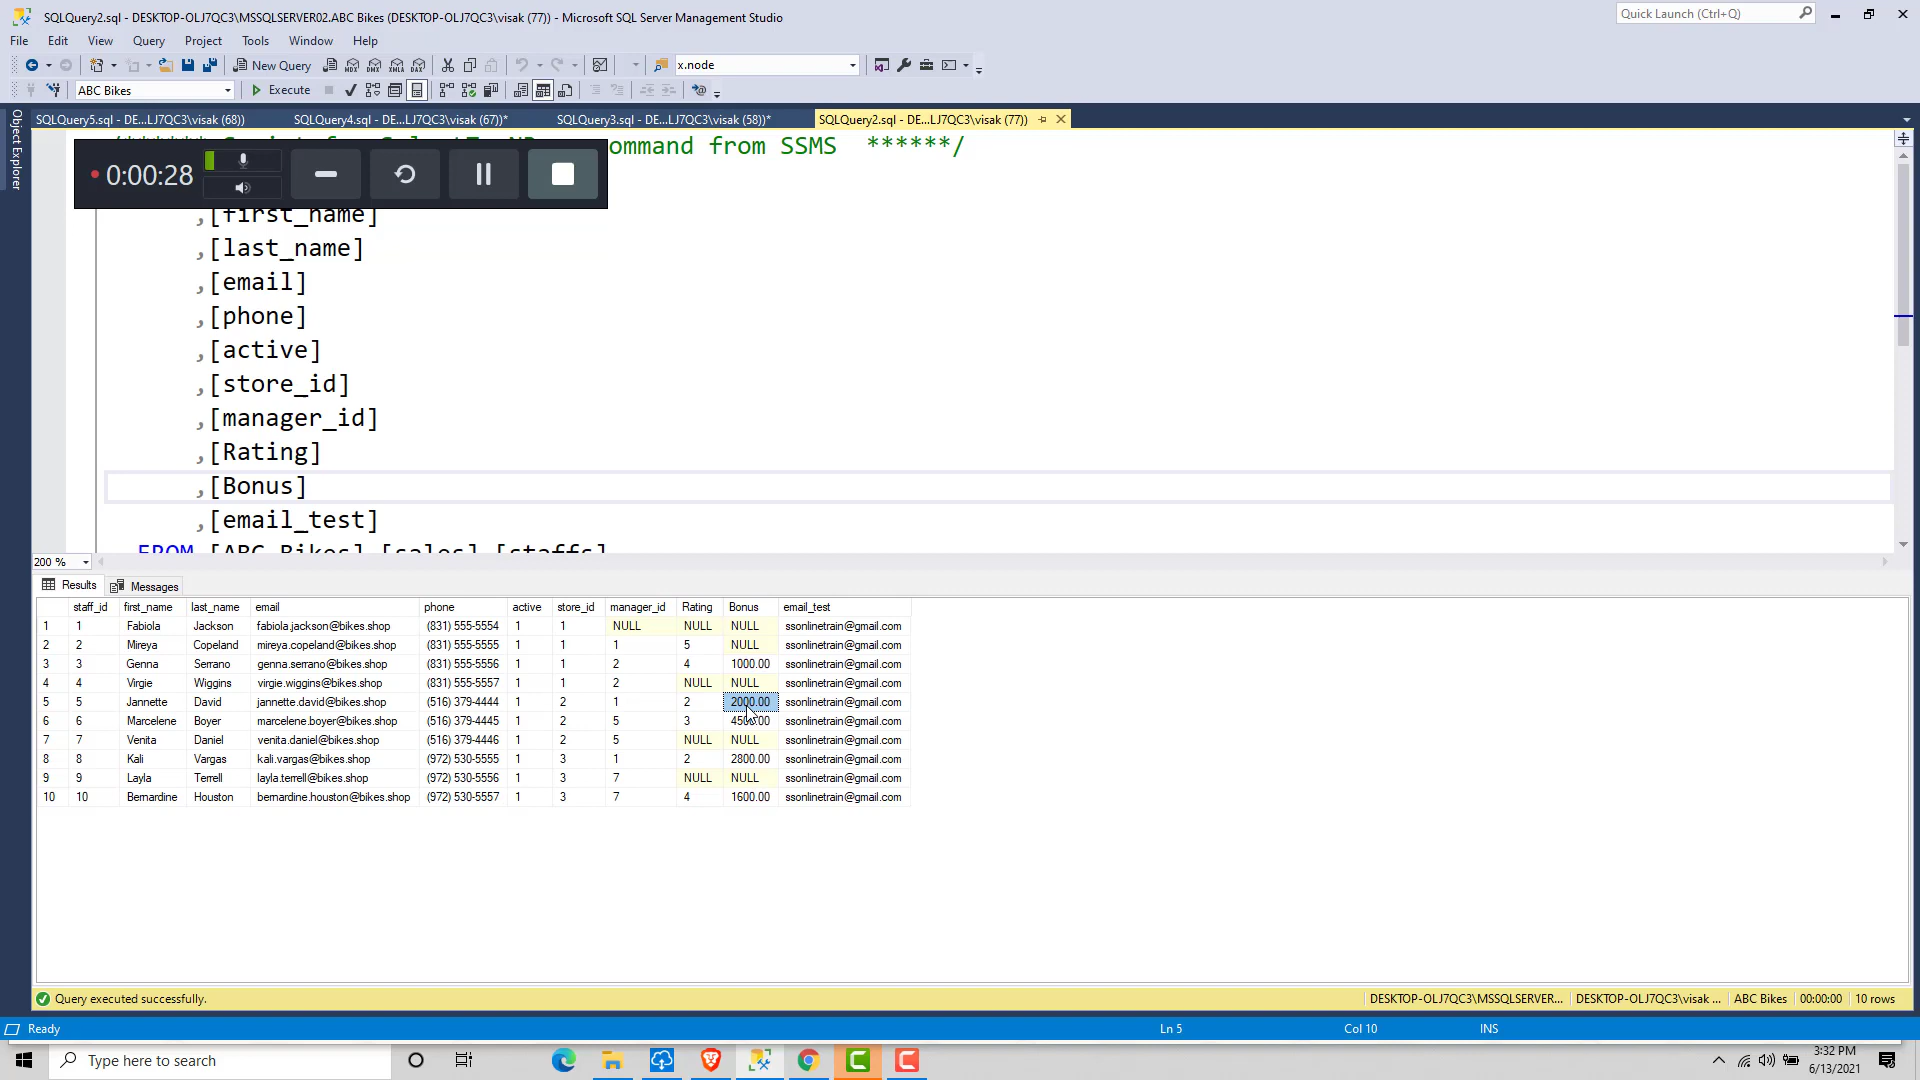 SQLQuery2.sql - DESKTOP-OLJ7QC3\MSSQLSERVER02.ABC Bikes (DESKTOP-OLJ7QC3\visak (77)) - Microsoft SQL Server Management Studio
Quick Launch (Ctrl+Q)
File Edit View Query Project Tools Window Help
New Query
x.node
ABC Bikes
Execute
Object Explorer
SQLQuery5.sql - DE...LJ7QC3\visak (68))
SQLQuery4.sql - DE...LJ7QC3\visak (67))*
SQLQuery3.sql - DE...LJ7QC3\visak (58))*
SQLQuery2.sql - DE...LJ7QC3\visak (77))
ommand from SSMS ******/
0:00:28
,[first_name]
,[last_name]
,[email]
,[phone]
,[active]
,[store_id]
,[manager_id]
,[Rating]
,[Bonus]
,[email_test]
FROM [ABC Bikes].[sales].[staffs]
200 %
Results Messages
staff_id first_name last_name email phone active store_id manager_id Rating Bonus email_test
1 1 Fabiola Jackson fabiola.jackson@bikes.shop (831) 555-5554 1 1 NULL NULL NULL ssonlinetrain@gmail.com
2 2 Mireya Copeland mireya.copeland@bikes.shop (831) 555-5555 1 1 1 5 NULL ssonlinetrain@gmail.com
3 3 Genna Serrano genna.serrano@bikes.shop (831) 555-5556 1 1 2 4 1000.00 ssonlinetrain@gmail.com
4 4 Virgie Wiggins virgie.wiggins@bikes.shop (831) 555-5557 1 1 2 NULL NULL ssonlinetrain@gmail.com
5 5 Jannette David jannette.david@bikes.shop (516) 379-4444 1 2 1 2 2000.00 ssonlinetrain@gmail.com
6 6 Marcelene Boyer marcelene.boyer@bikes.shop (516) 379-4445 1 2 5 3 4500.00 ssonlinetrain@gmail.com
7 7 Venita Daniel venita.daniel@bikes.shop (516) 379-4446 1 2 5 NULL NULL ssonlinetrain@gmail.com
8 8 Kali Vargas kali.vargas@bikes.shop (972) 530-5555 1 3 1 2 2800.00 ssonlinetrain@gmail.com
9 9 Layla Terrell layla.terrell@bikes.shop (972) 530-5556 1 3 7 NULL NULL ssonlinetrain@gmail.com
10 10 Bernardine Houston bernardine.houston@bikes.shop (972) 530-5557 1 3 7 4 1600.00 ssonlinetrain@gmail.com
Query executed successfully.
DESKTOP-OLJ7QC3\MSSQLSERVER... DESKTOP-OLJ7QC3\visak ... ABC Bikes 00:00:00 10 rows
Ready Ln 5 Col 10 INS
Type here to search
3:32 PM
6/13/2021